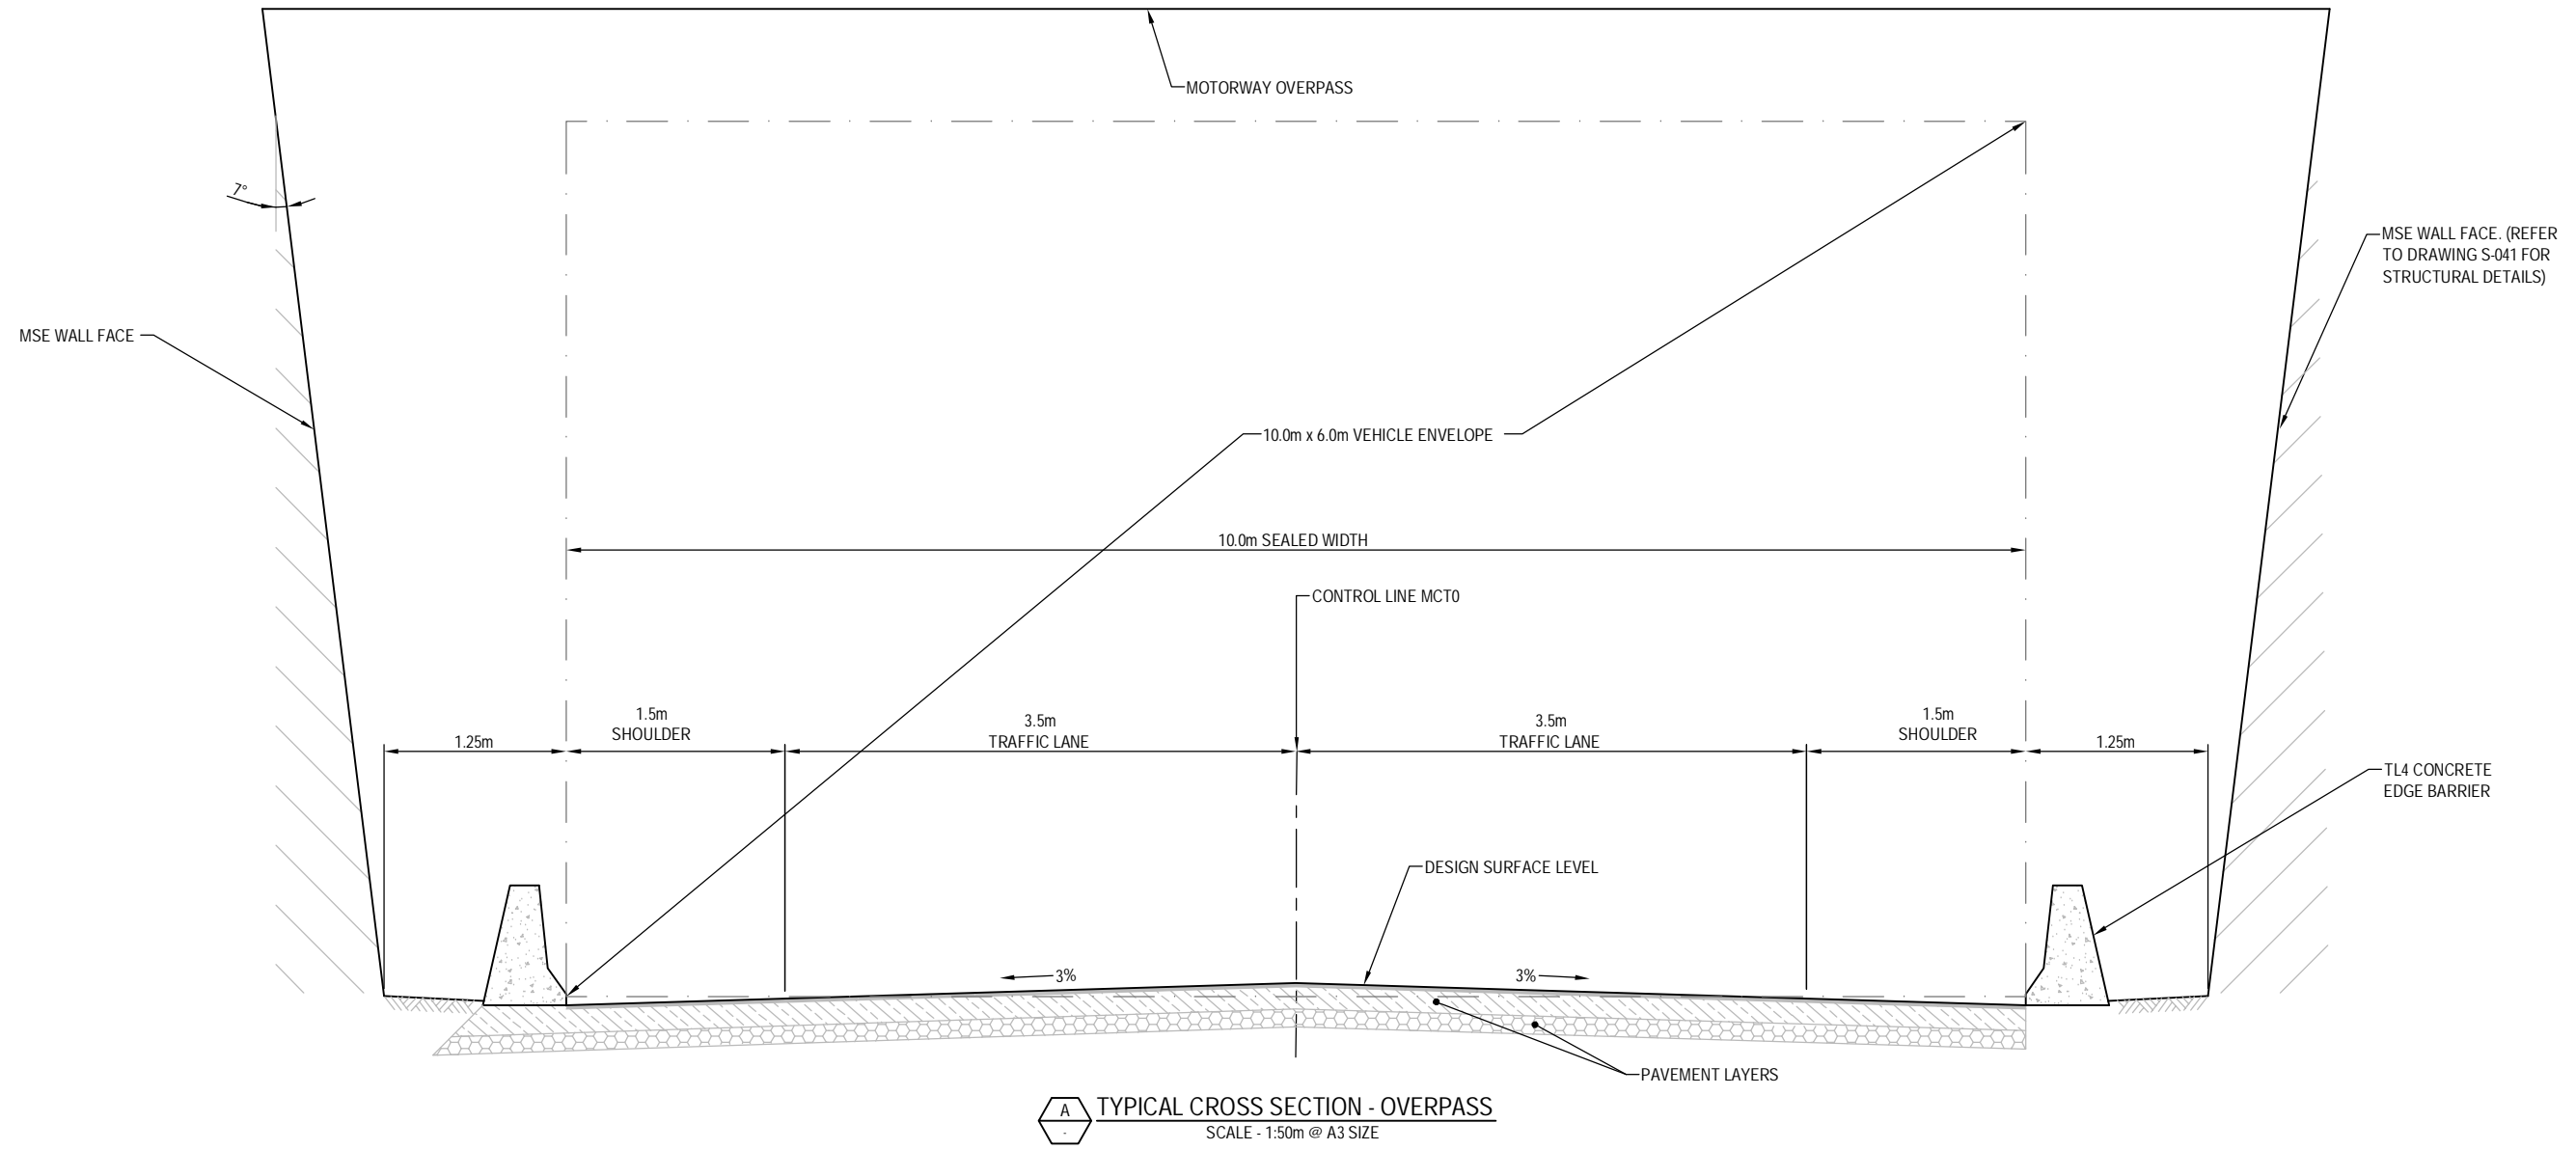 MOTORWAY OVERPASS
7°
MSE WALL FACE. (REFER
TO DRAWING S-041 FOR
STRUCTURAL DETAILS)
MSE WALL FACE
10.0m x 6.0m VEHICLE ENVELOPE
10.0m SEALED WIDTH
CONTROL LINE MCT0
1.25m
1.5m
SHOULDER
3.5m
TRAFFIC LANE
3.5m
TRAFFIC LANE
1.5m
SHOULDER
1.25m
TL4 CONCRETE
EDGE BARRIER
DESIGN SURFACE LEVEL
3%
3%
PAVEMENT LAYERS
A
-
TYPICAL CROSS SECTION - OVERPASS
SCALE - 1:50m @ A3 SIZE